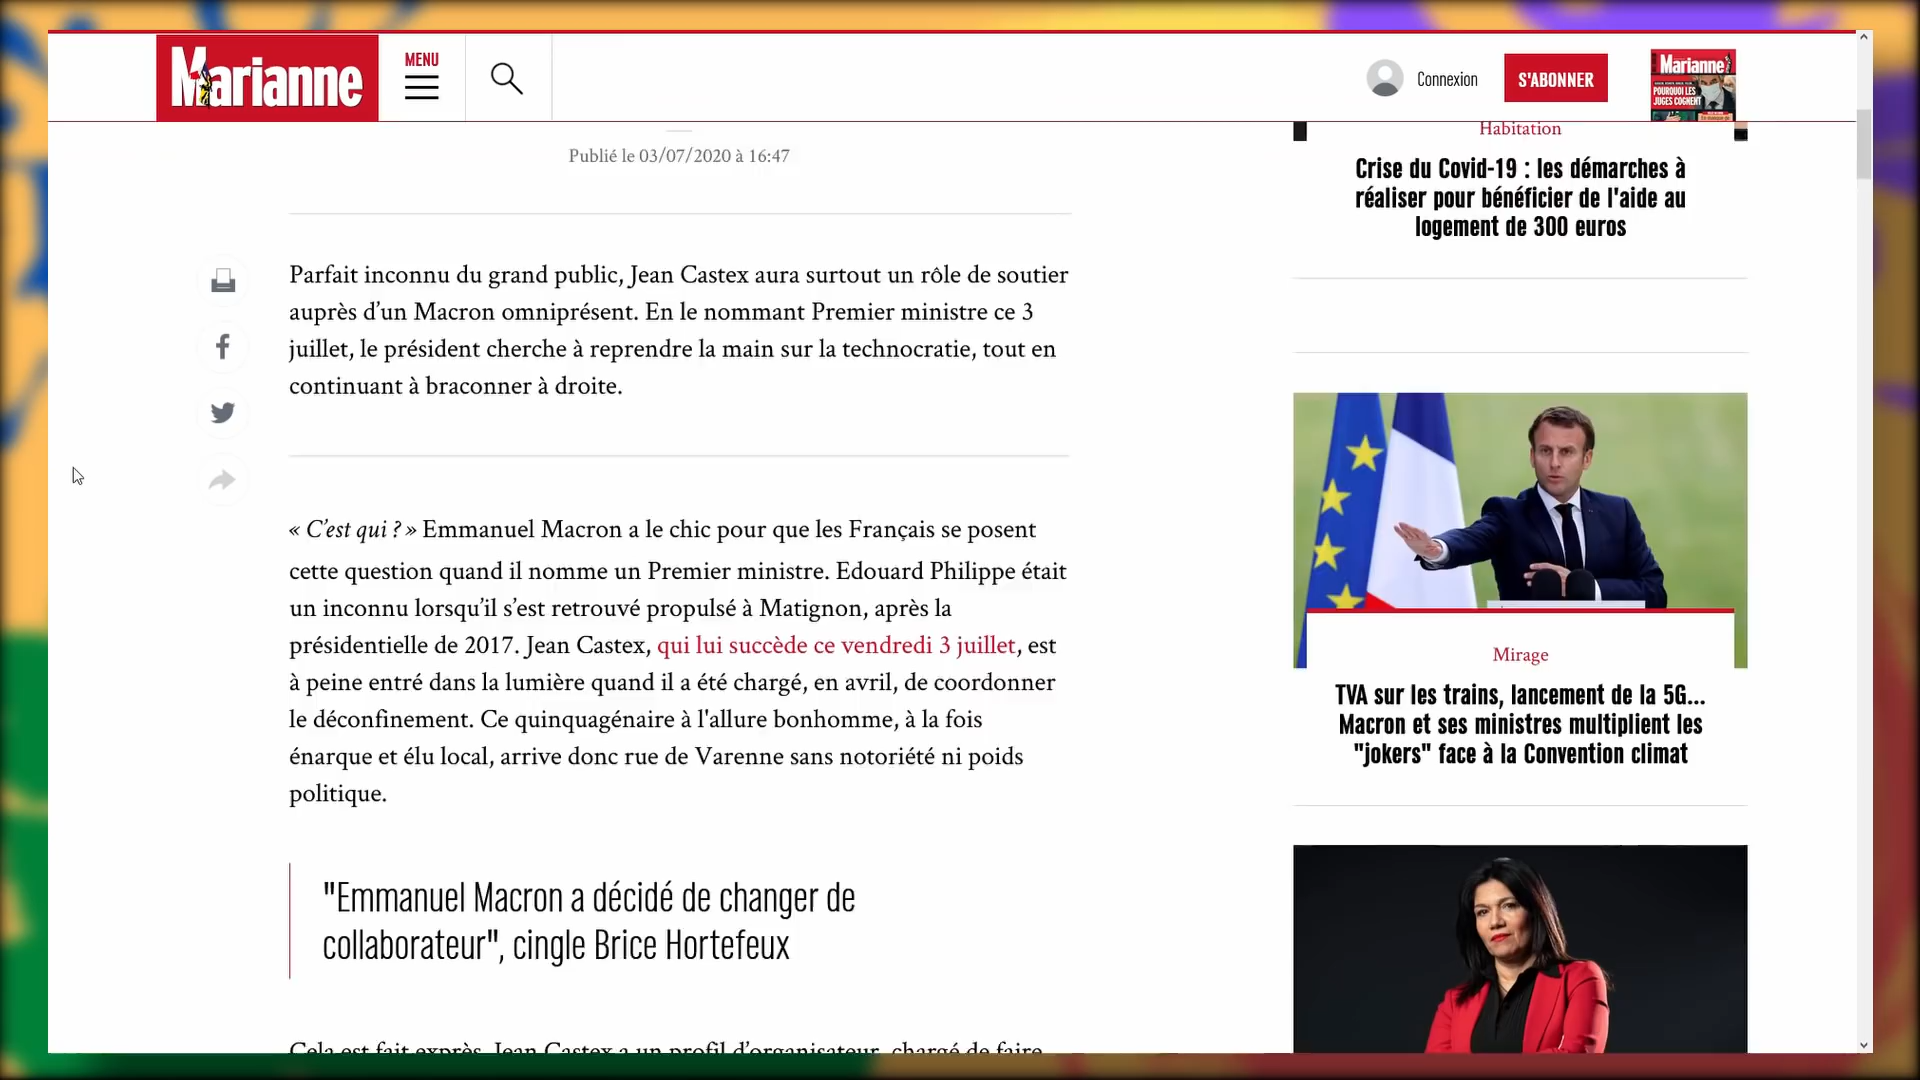 Marianne
MENU
Connexion
S'ABONNER
Marianne
POURQUOI LES
JUGES COGNENT
Publié le 03/07/2020 à 16:47
Parfait inconnu du grand public, Jean Castex aura surtout un rôle de soutier
auprès d’un Macron omniprésent. En le nommant Premier ministre ce 3
juillet, le président cherche à reprendre la main sur la technocratie, tout en
continuant à braconner à droite.
« C’est qui ? » Emmanuel Macron a le chic pour que les Français se posent
cette question quand il nomme un Premier ministre. Edouard Philippe était
un inconnu lorsqu’il s’est retrouvé propulsé à Matignon, après la
présidentielle de 2017. Jean Castex, qui lui succède ce vendredi 3 juillet, est
à peine entré dans la lumière quand il a été chargé, en avril, de coordonner
le déconfinement. Ce quinquagénaire à l'allure bonhomme, à la fois
énarque et élu local, arrive donc rue de Varenne sans notoriété ni poids
politique.
"Emmanuel Macron a décidé de changer de
collaborateur", cingle Brice Hortefeux
Cela est fait exprès. Jean Castex a un profil d’organisateur, chargé de faire
Habitation
Crise du Covid-19 : les démarches à
réaliser pour bénéficier de l'aide au
logement de 300 euros
Mirage
TVA sur les trains, lancement de la 5G...
Macron et ses ministres multiplient les
"jokers" face à la Convention climat